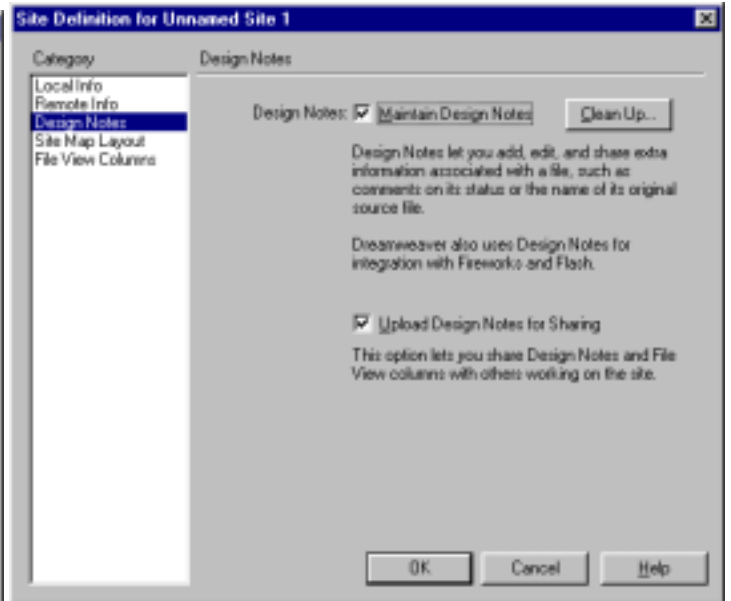 Site Definition for Unnamed Site 1
Category
Design Notes
Local Info
Remote Info
Design Notes
Site Map Layout
File View Columns
Design Notes: Maintain Design Notes
Clean Up...
Design Notes let you add, edit, and share extra
information associated with a file, such as
comments on its status or the name of its original
source file.
Dreamweaver also uses Design Notes for
integration with Fireworks and Flash.
Upload Design Notes for Sharing
This option lets you share Design Notes and File
View columns with others working on the site.
OK
Cancel
Help